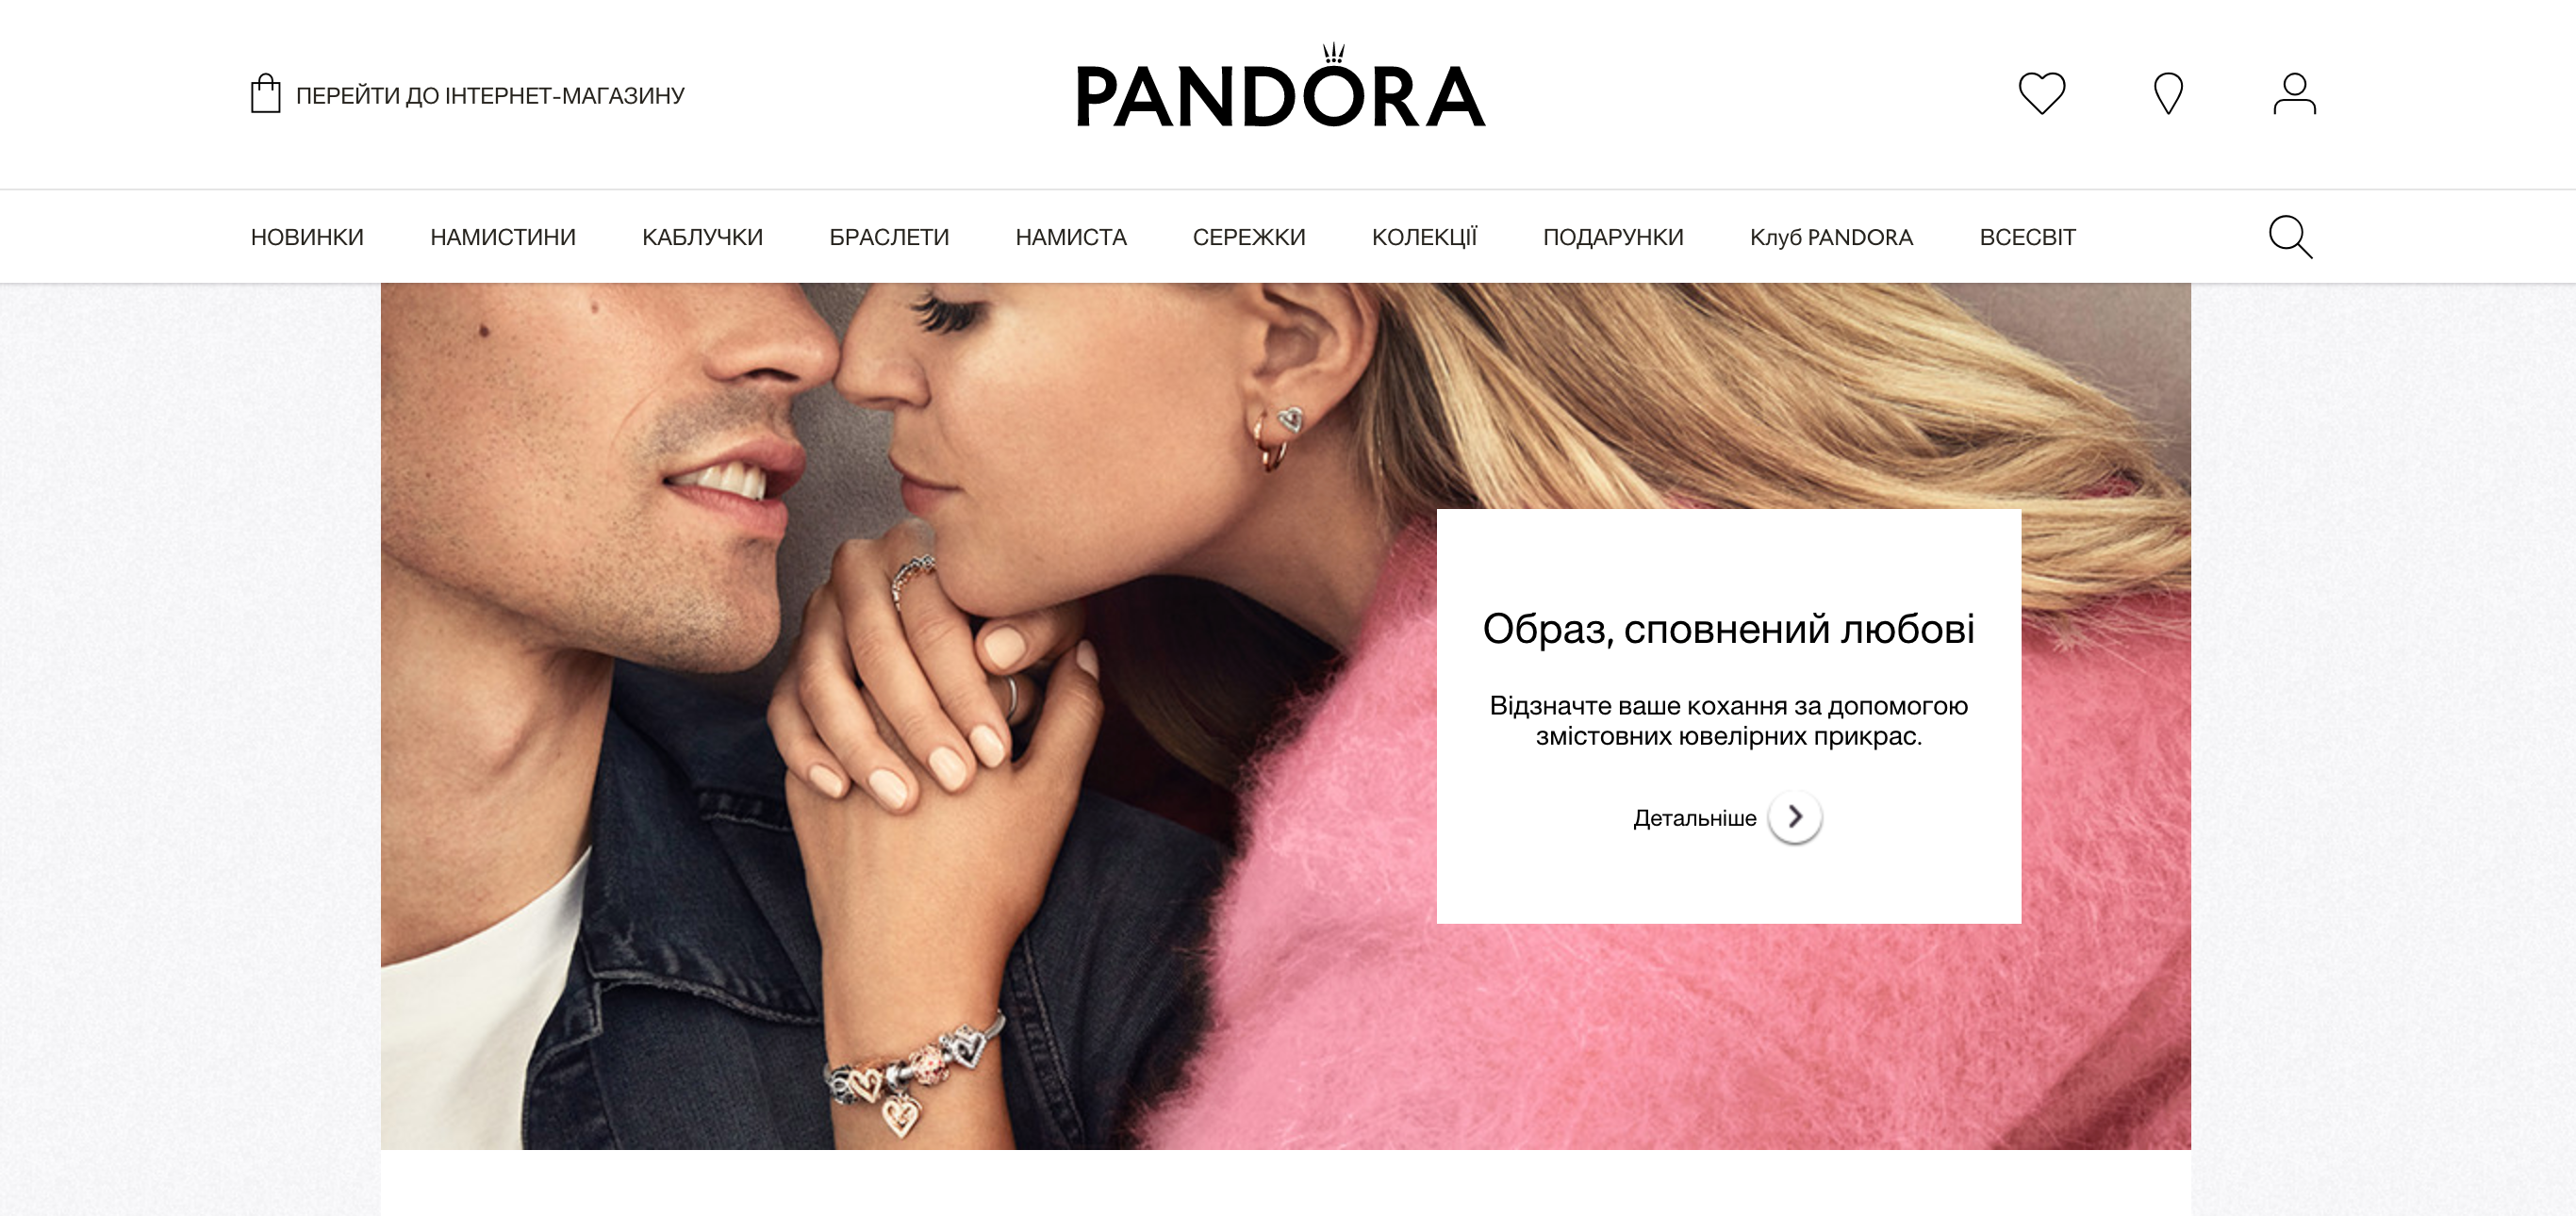 ПЕРЕЙТИ ДО ІНТЕРНЕТ-МАГАЗИНУ
PANDORA
НОВИНКИ НАМИСТИНИ КАБЛУЧКИ БРАСЛЕТИ НАМИСТА СЕРЕЖКИ КОЛЕКЦІЇ ПОДАРУНКИ Клуб PANDORA ВСЕСВІТ
Образ, сповнений любові
Відзначте ваше кохання за допомогою
змістовних ювелірних прикрас.
Детальніше